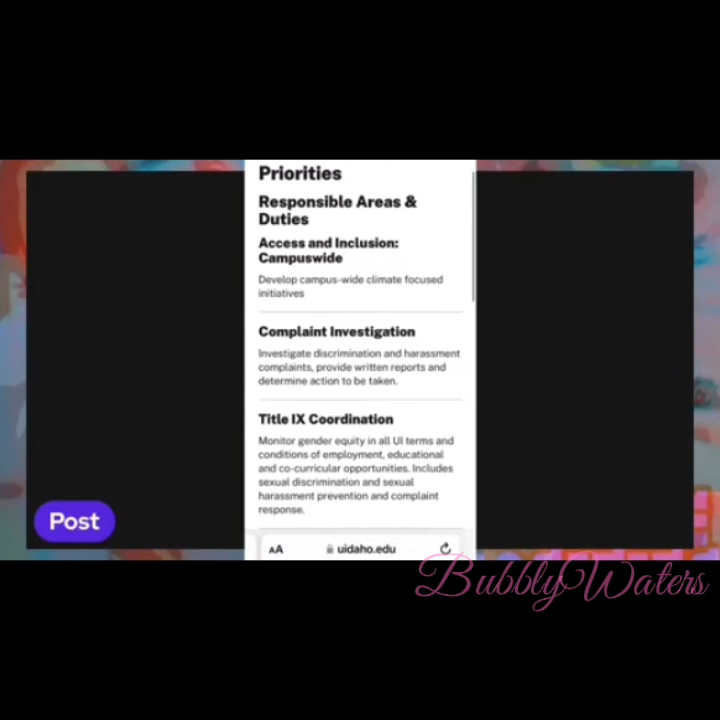 Priorities
Responsible Areas &
Duties
Access and Inclusion:
Campuswide
Develop campus-wide climate focused
initiatives
Complaint Investigation
Investigate discrimination and harassment
complaints, provide written reports and
determine action to be taken.
Title IX Coordination
Monitor gender equity in all UI terms and
conditions of employment, educational
and co-curricular opportunities. Includes
sexual discrimination and sexual
harassment prevention and complaint
response.
Post
AA uidaho.edu
BubblyWaters